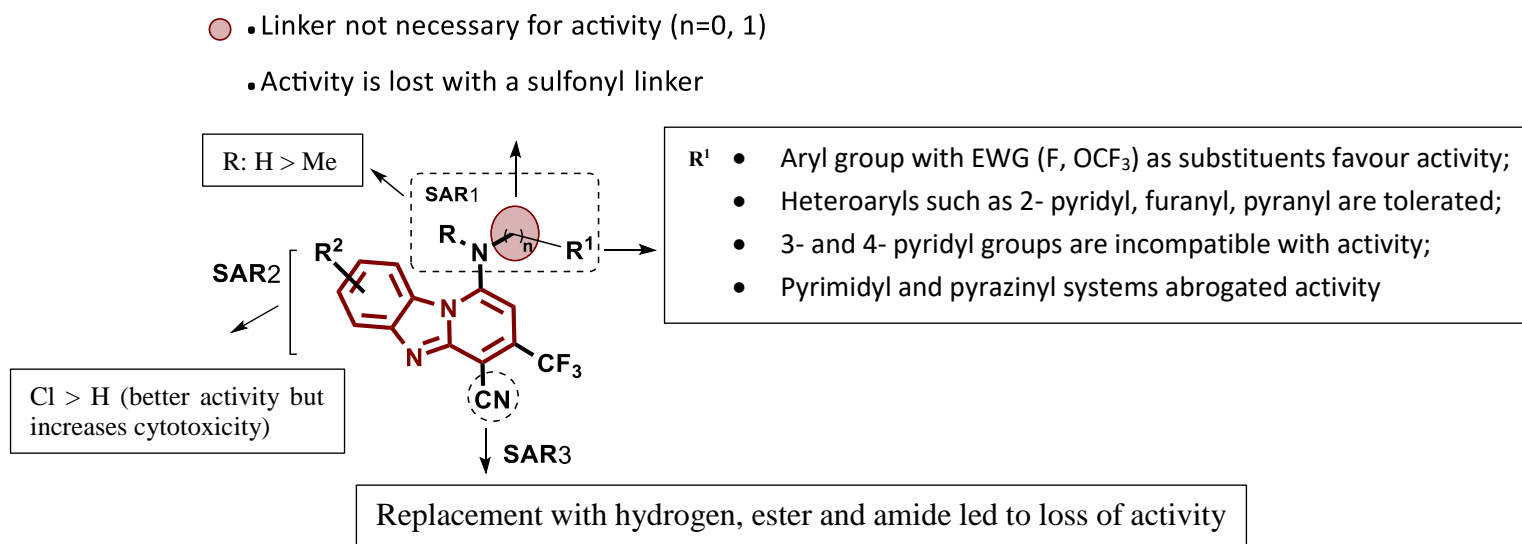 • Linker not necessary for activity (n=0, 1)
• Activity is lost with a sulfonyl linker
R: H > Me
SAR1
R
N
( )n
R¹
R¹ • Aryl group with EWG (F, OCF₃) as substituents favour activity;
• Heteroaryls such as 2- pyridyl, furanyl, pyranyl are tolerated;
• 3- and 4- pyridyl groups are incompatible with activity;
• Pyrimidyl and pyrazinyl systems abrogated activity
SAR2
R²
N
N
CF₃
CN
Cl > H (better activity but
increases cytotoxicity)
SAR3
Replacement with hydrogen, ester and amide led to loss of activity